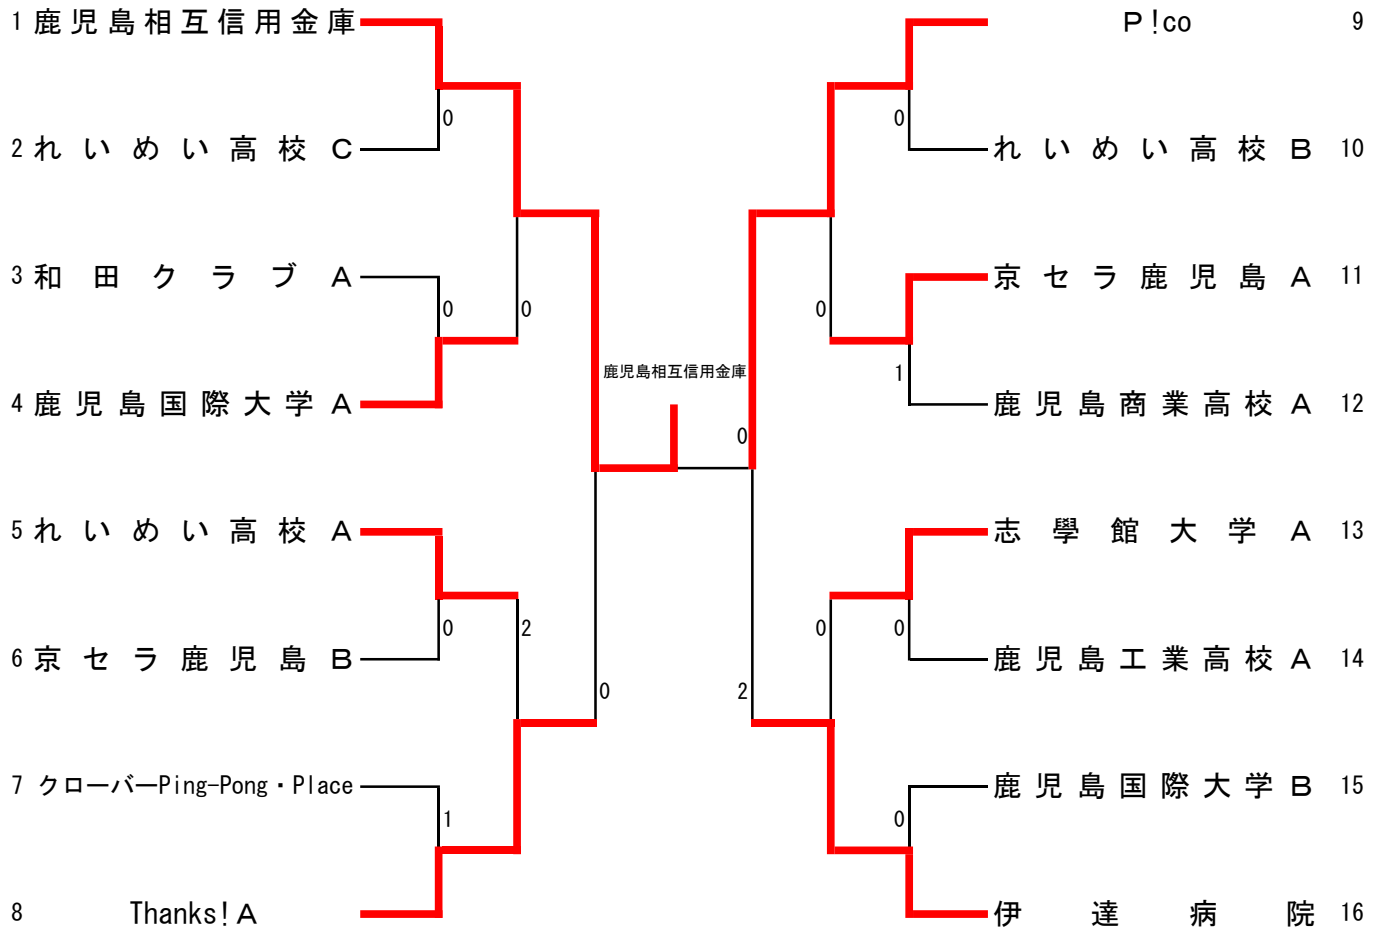 1 鹿児島相互信用金庫
0
2 れいめい高校 C
3 和田クラブ A
0
0
4 鹿児島国際大学 A
5 れいめい高校 A
0
2
6 京セラ鹿児島 B
0
7 クローバーPing-Pong・Place
1
8 Thanks!A
鹿児島相互信用金庫
0
P!co 9
0
れいめい高校 B 10
京セラ鹿児島 A 11
0
1
鹿児島商業高校 A 12
志學館大学 A 13
0
0
鹿児島工業高校 A 14
2
鹿児島国際大学 B 15
0
伊達病院 16